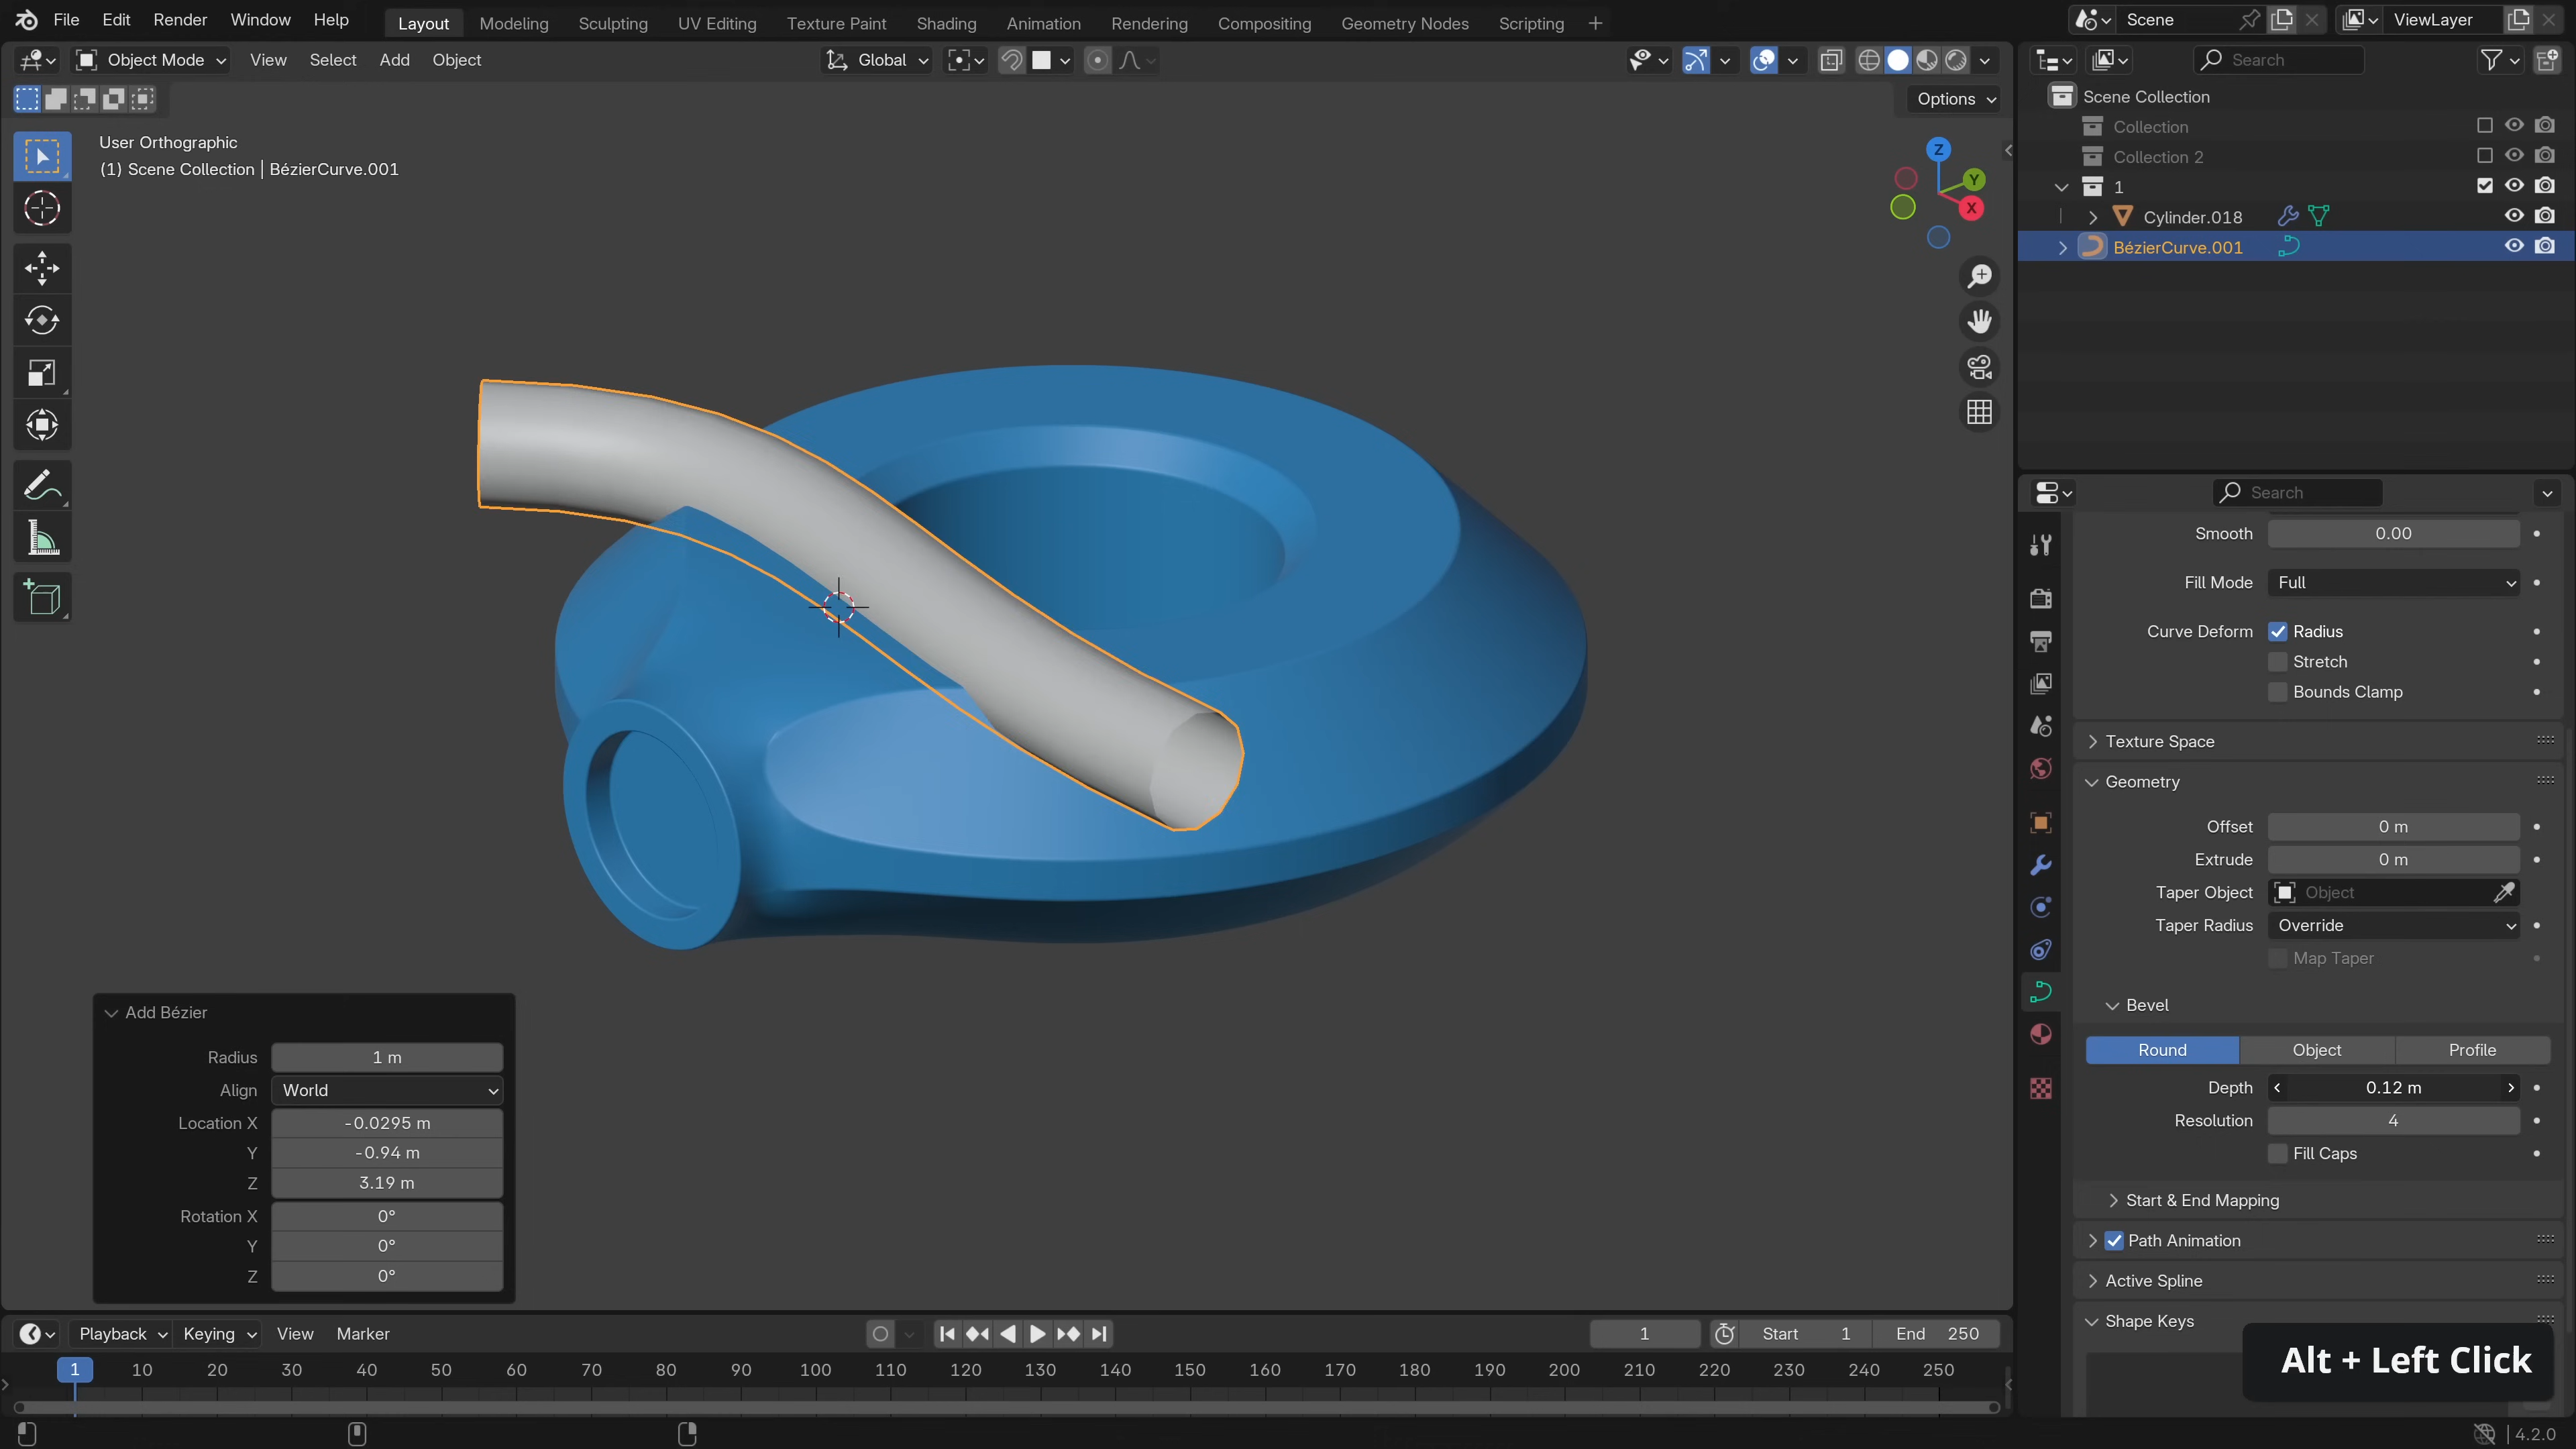 File Edit Render Window Help Layout Modeling Sculpting UV Editing Texture Paint Shading Animation Rendering Compositing Geometry Nodes Scripting + Scene ViewLayer
Object Mode View Select Add Object Global Search
Options
User Orthographic
(1) Scene Collection | BézierCurve.001
Z
Y
X
Scene Collection
Collection
Collection 2
1
Cylinder.018
BézierCurve.001
Search
Smooth 0.00
Fill Mode Full
Curve Deform Radius
Stretch
Bounds Clamp
Texture Space
Geometry
Offset 0 m
Extrude 0 m
Taper Object Object
Taper Radius Override
Map Taper
Bevel
Round Object Profile
Depth 0.12 m
Resolution 4
Fill Caps
Start & End Mapping
Path Animation
Active Spline
Shape Keys
Alt + Left Click
Add Bézier
Radius 1 m
Align World
Location X -0.0295 m
Y -0.94 m
Z 3.19 m
Rotation X 0°
Y 0°
Z 0°
Playback Keying View Marker 1 Start 1 End 250
1 10 20 30 40 50 60 70 80 90 100 110 120 130 140 150 160 170 180 190 200 210 220 230 240 250
4.2.0